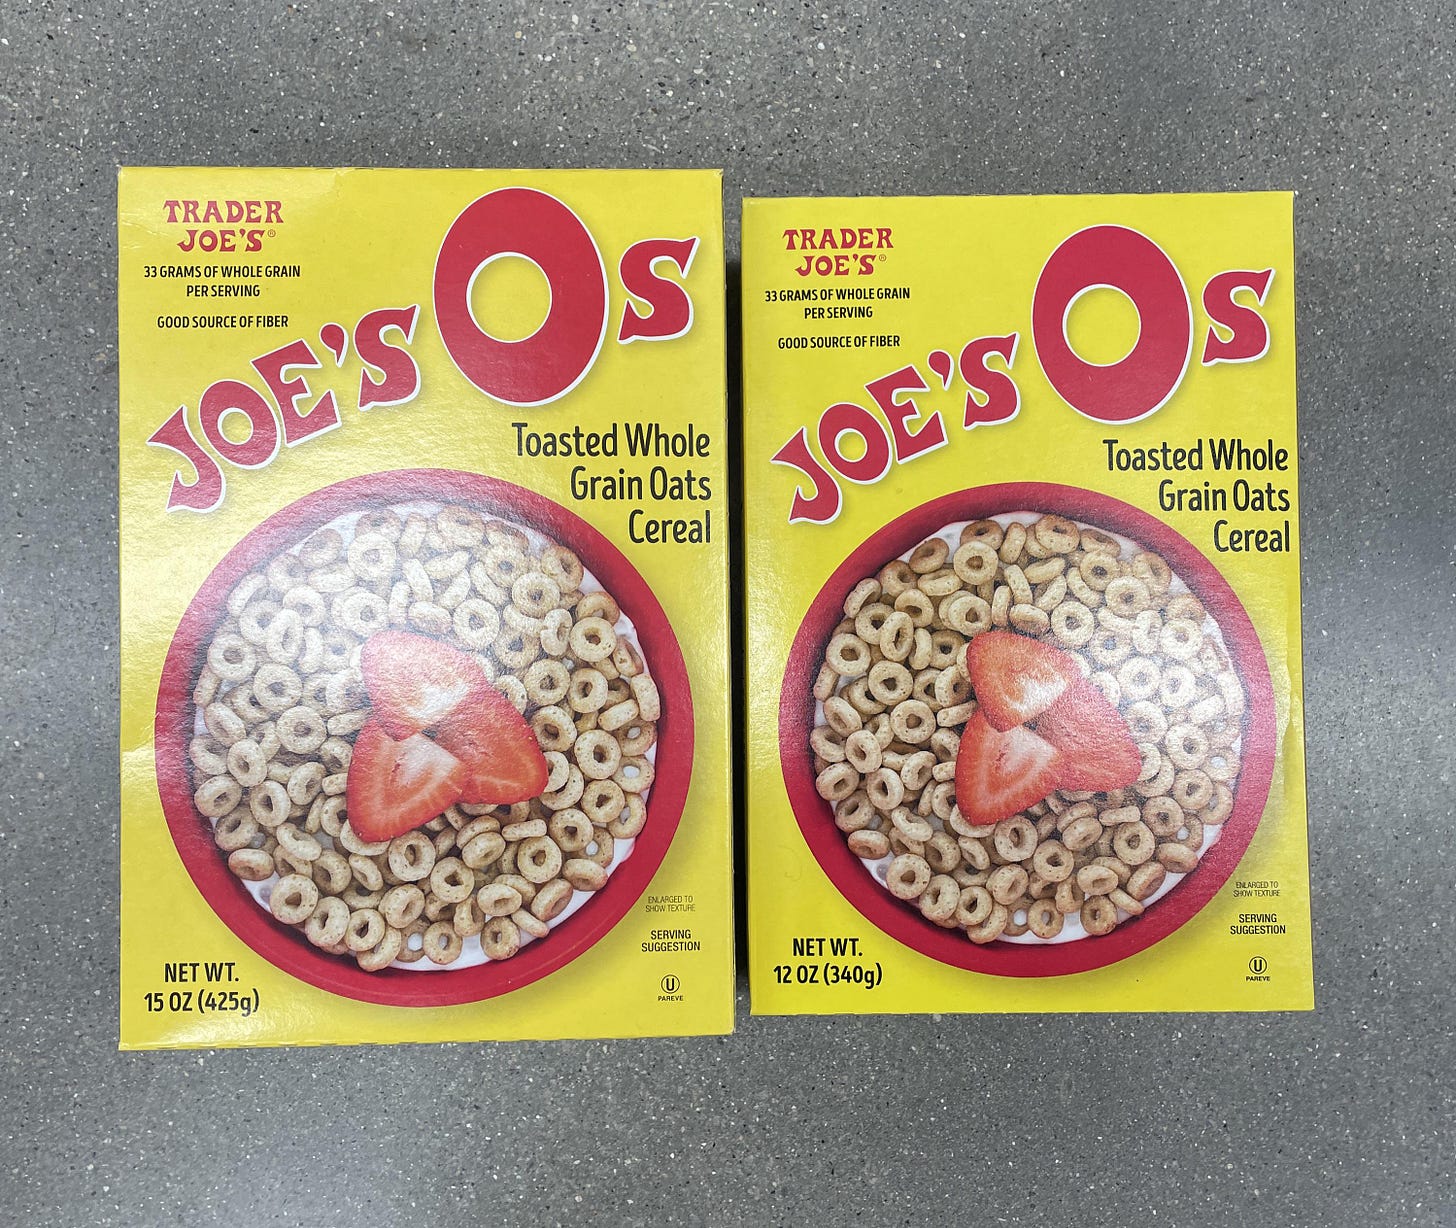 TRADER
JOE'S®
33 GRAMS OF WHOLE GRAIN
PER SERVING
GOOD SOURCE OF FIBER
JOE'S Os
Toasted Whole
Grain Oats
Cereal
ENLARGED TO
SHOW TEXTURE
SERVING
SUGGESTION
NET WT.
15 OZ (425g)
U
PAREVE
TRADER
JOE'S®
33 GRAMS OF WHOLE GRAIN
PER SERVING
GOOD SOURCE OF FIBER
JOE'S Os
Toasted Whole
Grain Oats
Cereal
ENLARGED TO
SHOW TEXTURE
SERVING
SUGGESTION
NET WT.
12 OZ (340g)
U
PAREVE